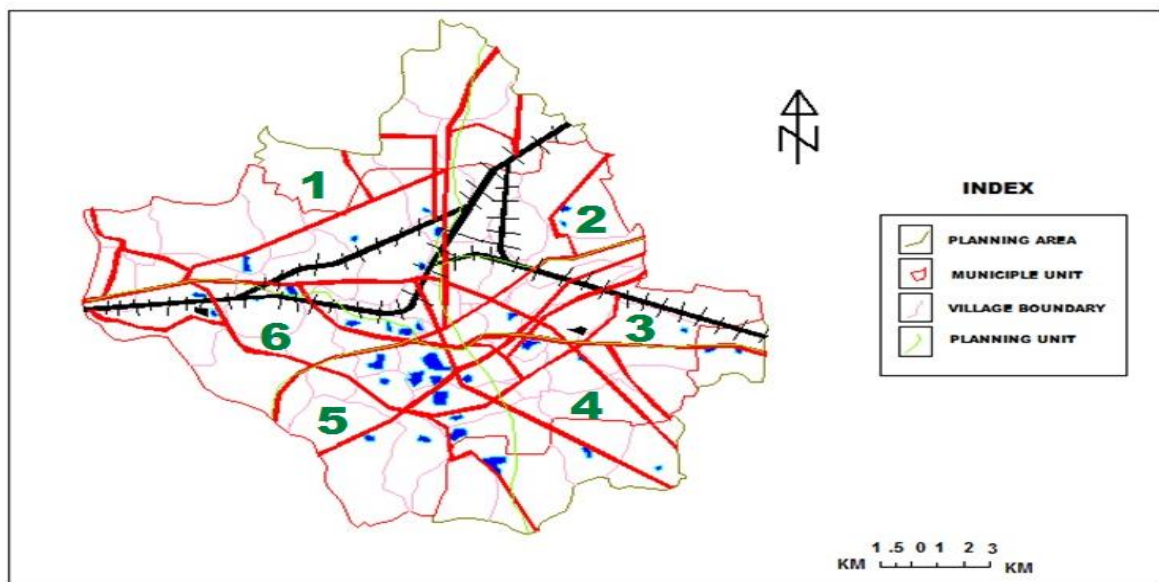 1
2
3
4
5
6
N
INDEX
PLANNING AREA
MUNICIPLE UNIT
VILLAGE BOUNDARY
PLANNING UNIT
KM 1 .5 0 1 2 3 KM